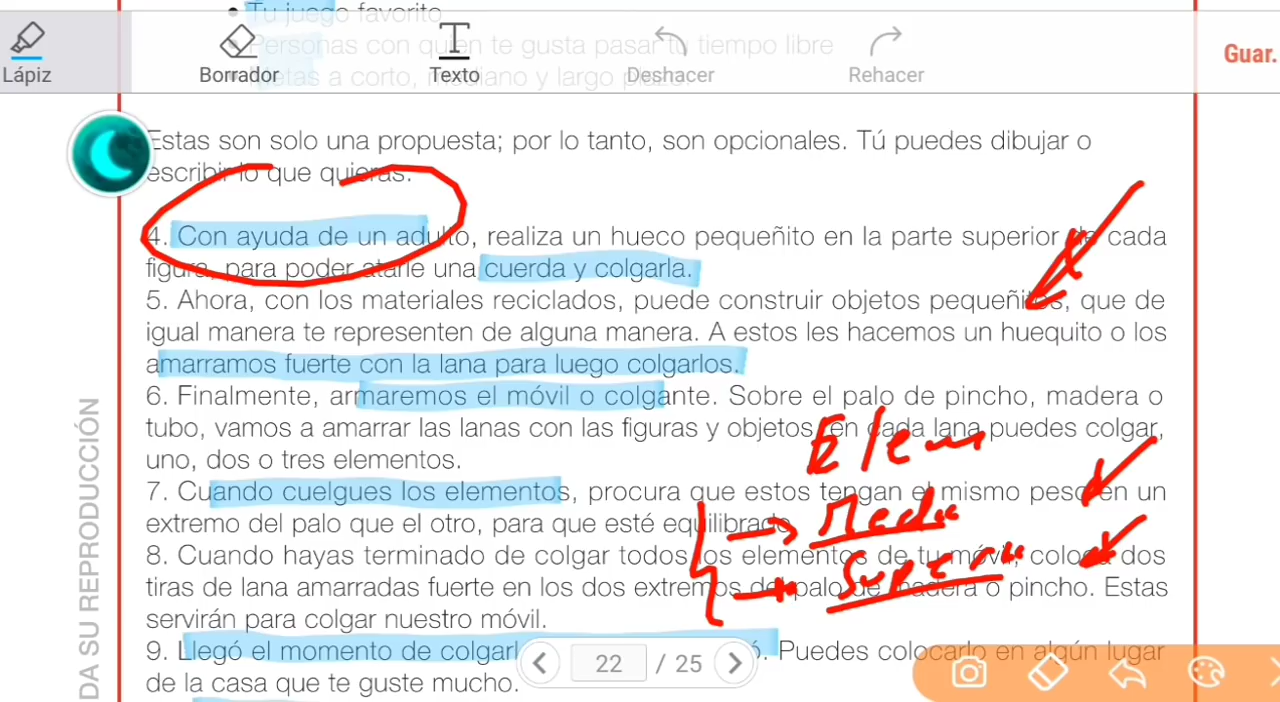 • Tu juego favorito
• Personas con quien te gusta pasar tu tiempo libre
• Metas a corto, mediano y largo plazo.
Lápiz
Borrador
Texto
Deshacer
Rehacer
Guar.
Estas son solo una propuesta; por lo tanto, son opcionales. Tú puedes dibujar o
escribir lo que quieras.
4. Con ayuda de un adulto, realiza un hueco pequeñito en la parte superior de cada
figura, para poder atarle una cuerda y colgarla.
5. Ahora, con los materiales reciclados, puede construir objetos pequeñitos, que de
igual manera te representen de alguna manera. A estos les hacemos un huequito o los
amarramos fuerte con la lana para luego colgarlos.
6. Finalmente, armaremos el móvil o colgante. Sobre el palo de pincho, madera o
tubo, vamos a amarrar las lanas con las figuras y objetos, en cada lana puedes colgar,
uno, dos o tres elementos.
Elem
7. Cuando cuelgues los elementos, procura que estos tengan el mismo peso en un
extremo del palo que el otro, para que esté equilibrado.
8. Cuando hayas terminado de colgar todos los elementos de tu móvil, coloca dos
tiras de lana amarradas fuerte en los dos extremos del palo de madera o pincho. Estas
servirán para colgar nuestro móvil.
9. Llegó el momento de colgarl Puedes colocarlo en algún lugar
de la casa que te guste mucho.
22 / 25
DA SU REPRODUCCIÓN